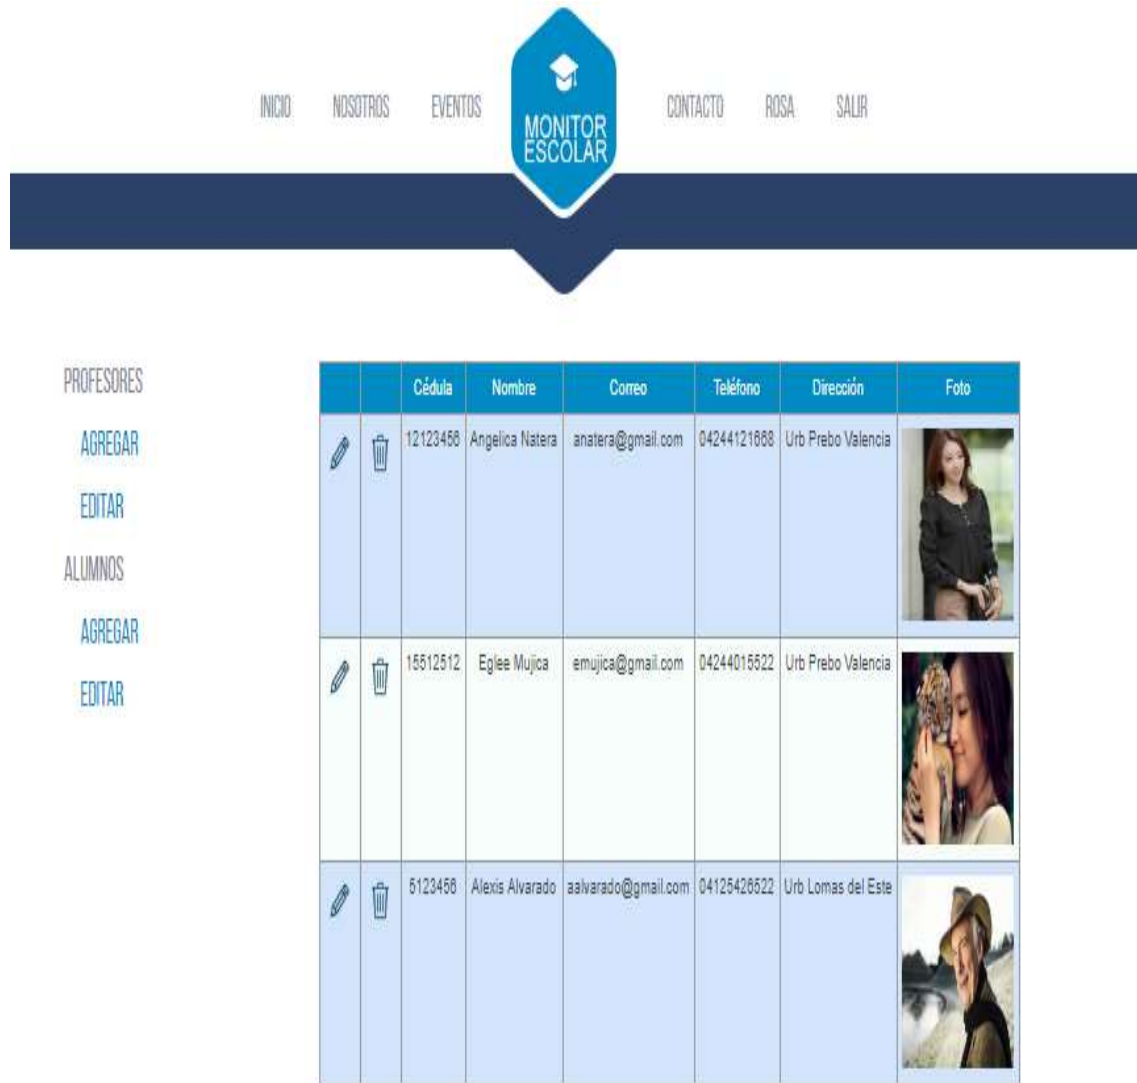 INICIO NOSOTROS EVENTOS MONITOR ESCOLAR CONTACTO ROSA SALIR
PROFESORES
AGREGAR
EDITAR
ALUMNOS
AGREGAR
EDITAR
Cédula Nombre Correo Teléfono Dirección Foto
12123456 Angelica Natera anatera@gmail.com 04244121668 Urb Prebo Valencia
15512512 Eglee Mujica emujica@gmail.com 04244015522 Urb Prebo Valencia
5123456 Alexis Alvarado aalvarado@gmail.com 04125426522 Urb Lomas del Este